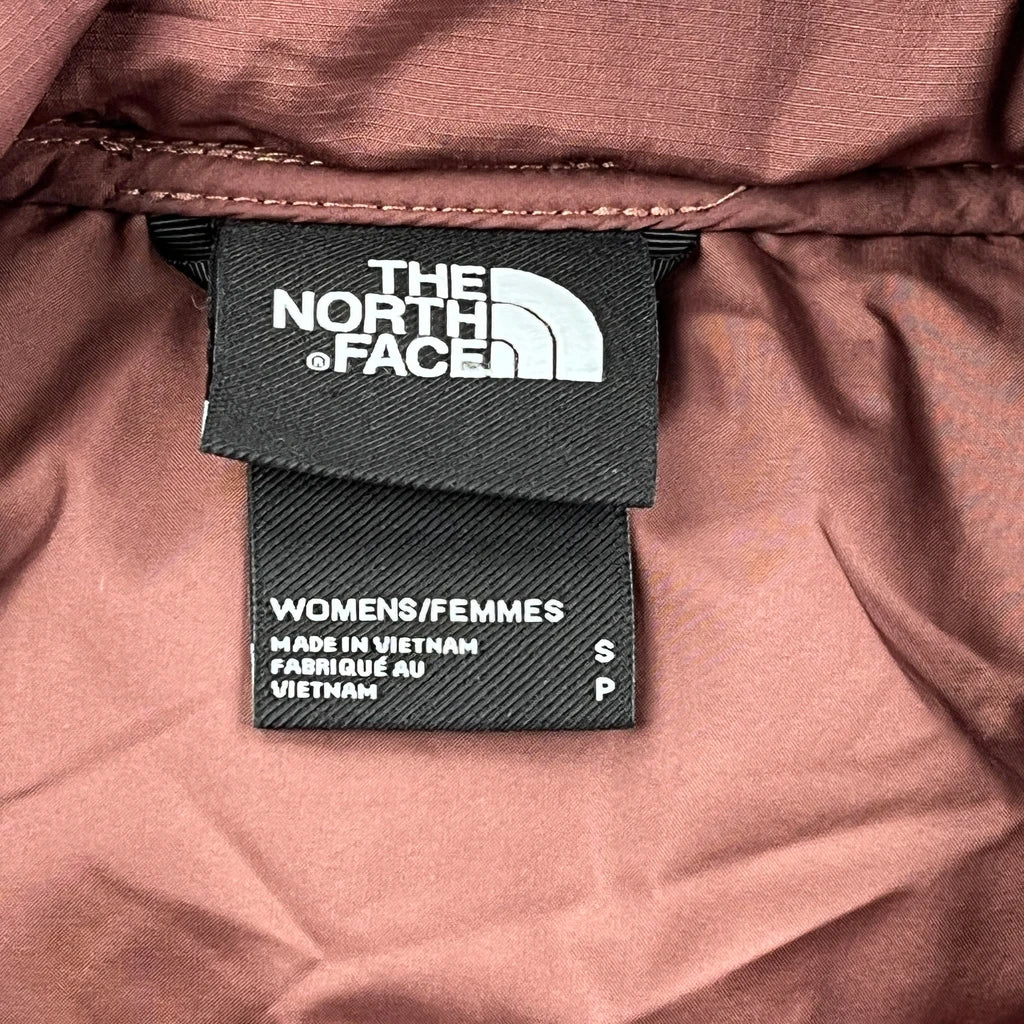 THE
NORTH
®FACE
WOMENS/FEMMES
MADE IN VIETNAM
FABRIQUÉ AU
VIETNAM
S
P